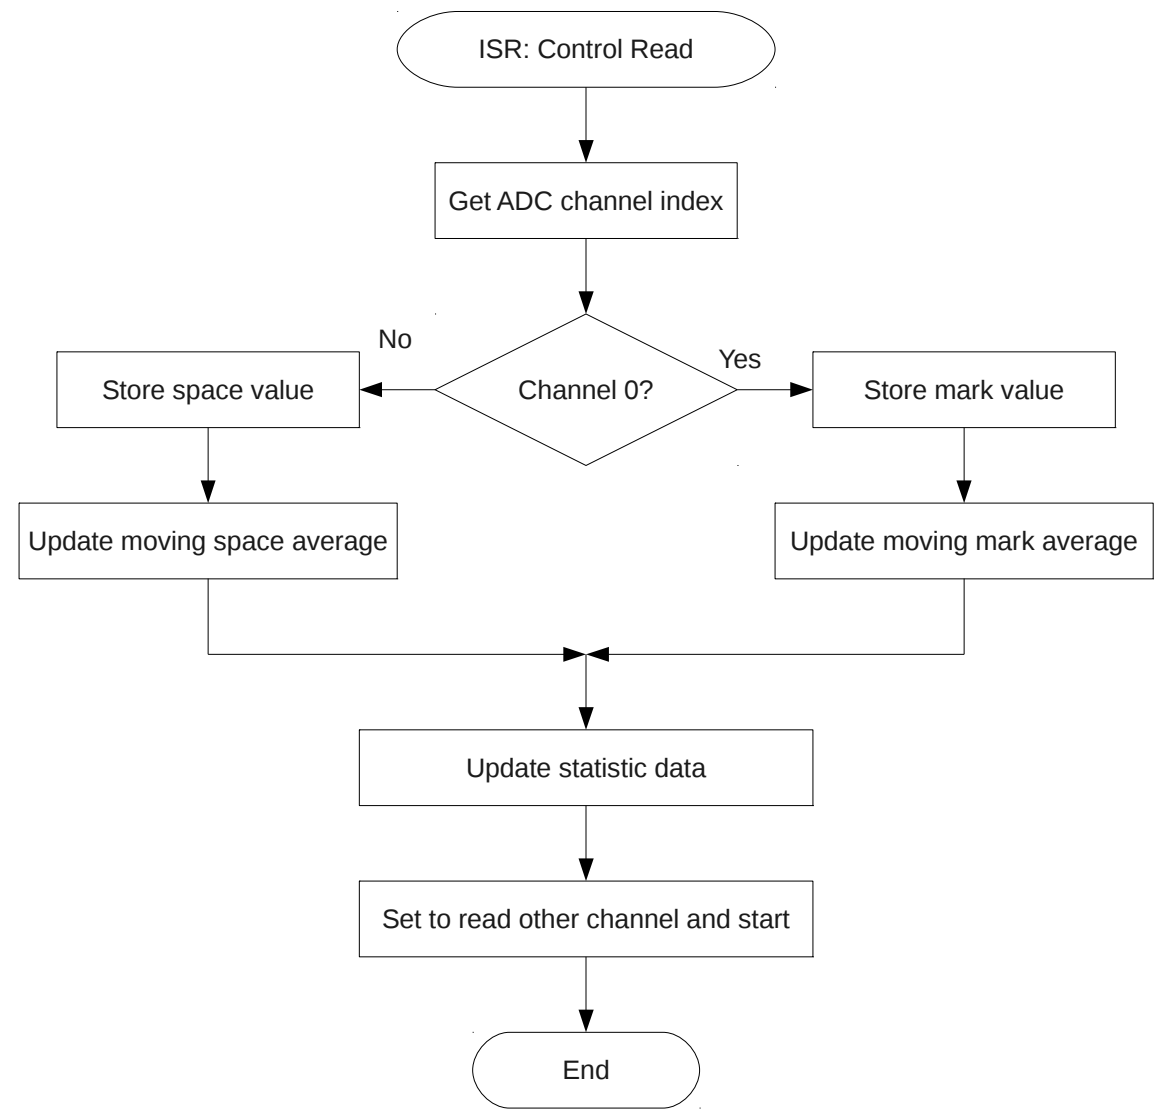 ISR: Control Read
Get ADC channel index
No
Yes
Store space value
Channel 0?
Store mark value
Update moving space average
Update moving mark average
Update statistic data
Set to read other channel and start
End